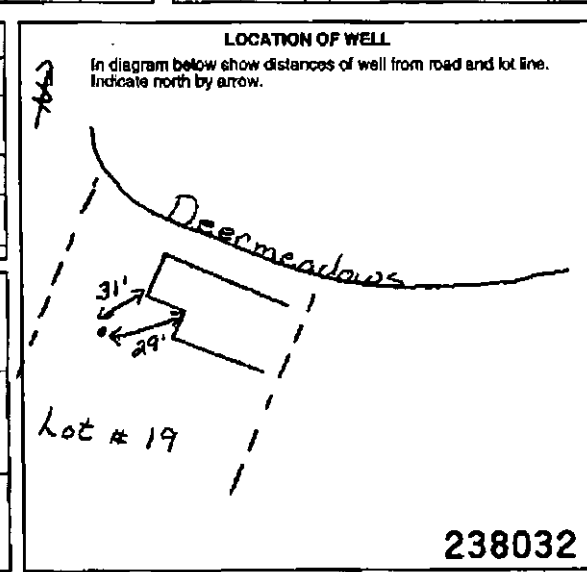 LOCATION OF WELL
In diagram below show distances of well from road and lot line.
Indicate north by arrow.
N
Deermeadows
31'
29'
Lot # 19
238032